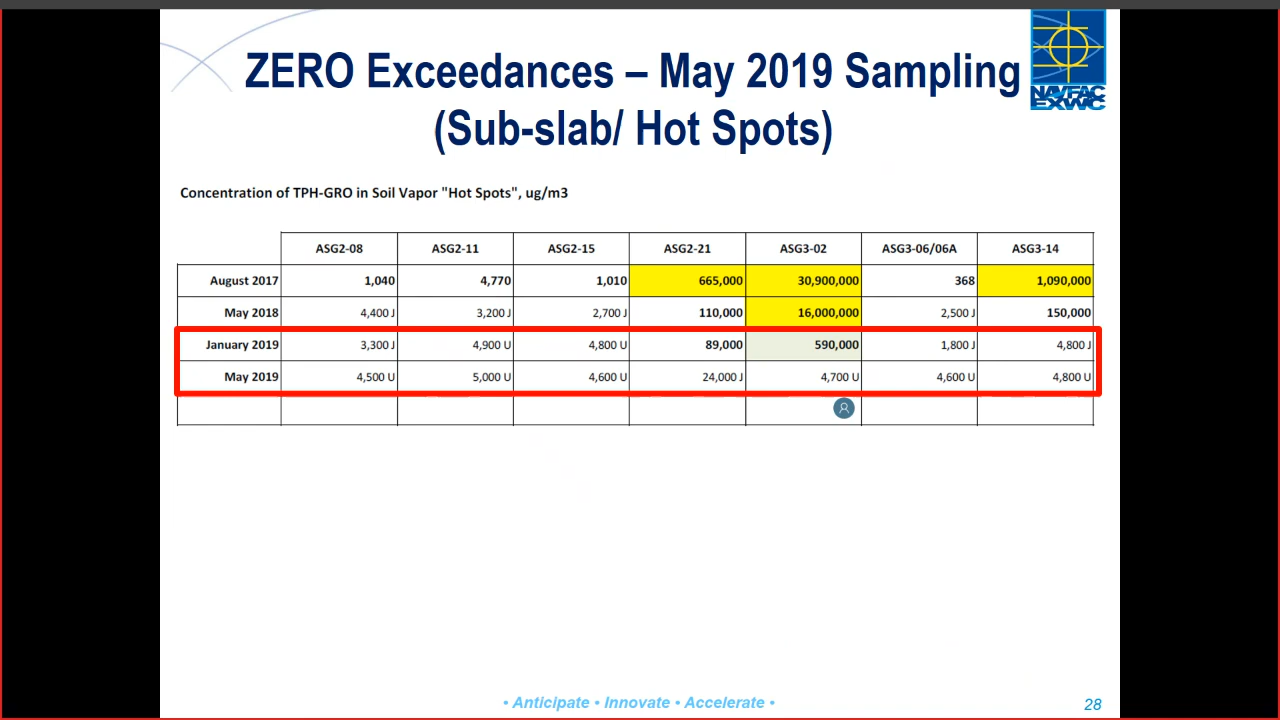 ZERO Exceedances – May 2019 Sampling
(Sub-slab/ Hot Spots)
NAVFAC
EXWC
Concentration of TPH-GRO in Soil Vapor "Hot Spots", ug/m3
ASG2-08 ASG2-11 ASG2-15 ASG2-21 ASG3-02 ASG3-06/06A ASG3-14
August 2017 1,040 4,770 1,010 665,000 30,900,000 368 1,090,000
May 2018 4,400 J 3,200 J 2,700 J 110,000 16,000,000 2,500 J 150,000
January 2019 3,300 J 4,900 U 4,800 U 89,000 590,000 1,800 J 4,800 J
May 2019 4,500 U 5,000 U 4,600 U 24,000 J 4,700 U 4,600 U 4,800 U
• Anticipate • Innovate • Accelerate •
28